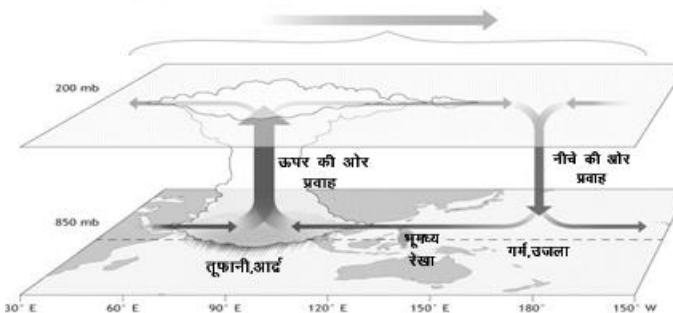 200 mb
ऊपर की ओर
प्रवाह
नीचे की ओर
प्रवाह
850 mb
भूमध्य
रेखा
गर्म,उजला
तूफानी,आर्द
30° E 60° E 90° E 120° E 150° E 180° 150° W